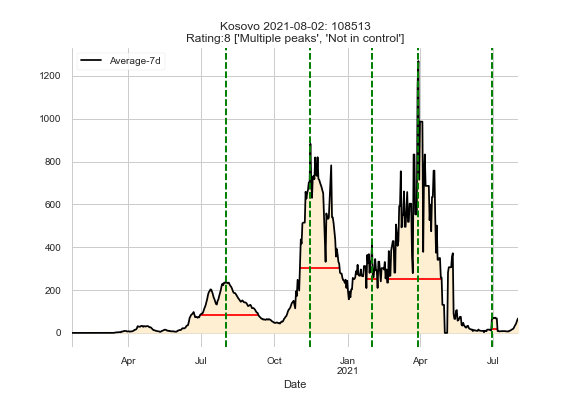 Kosovo 2021-08-02: 108513
Rating:8 ['Multiple peaks', 'Not in control']
Average-7d
1200
1000
800
600
400
200
0
Apr
Jul
Oct
Jan
2021
Apr
Jul
Date